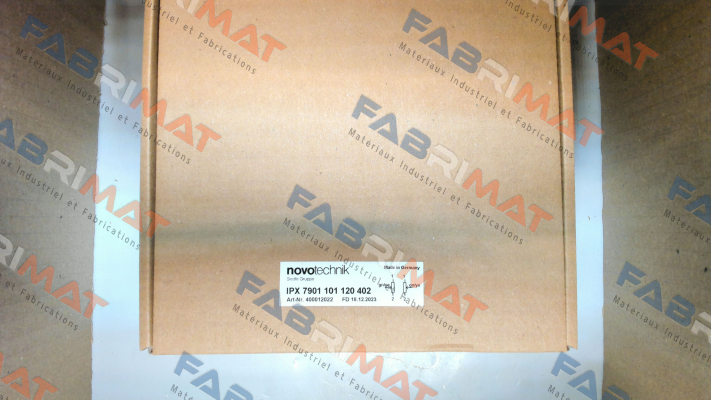 FABRIMAT
Matériaux Industriel et Fabrications
novotechnik
Siedle Gruppe
Made in Germany
IPX 7901 101 120 402
Art-Nr. 400012022 FD 18.12.2023